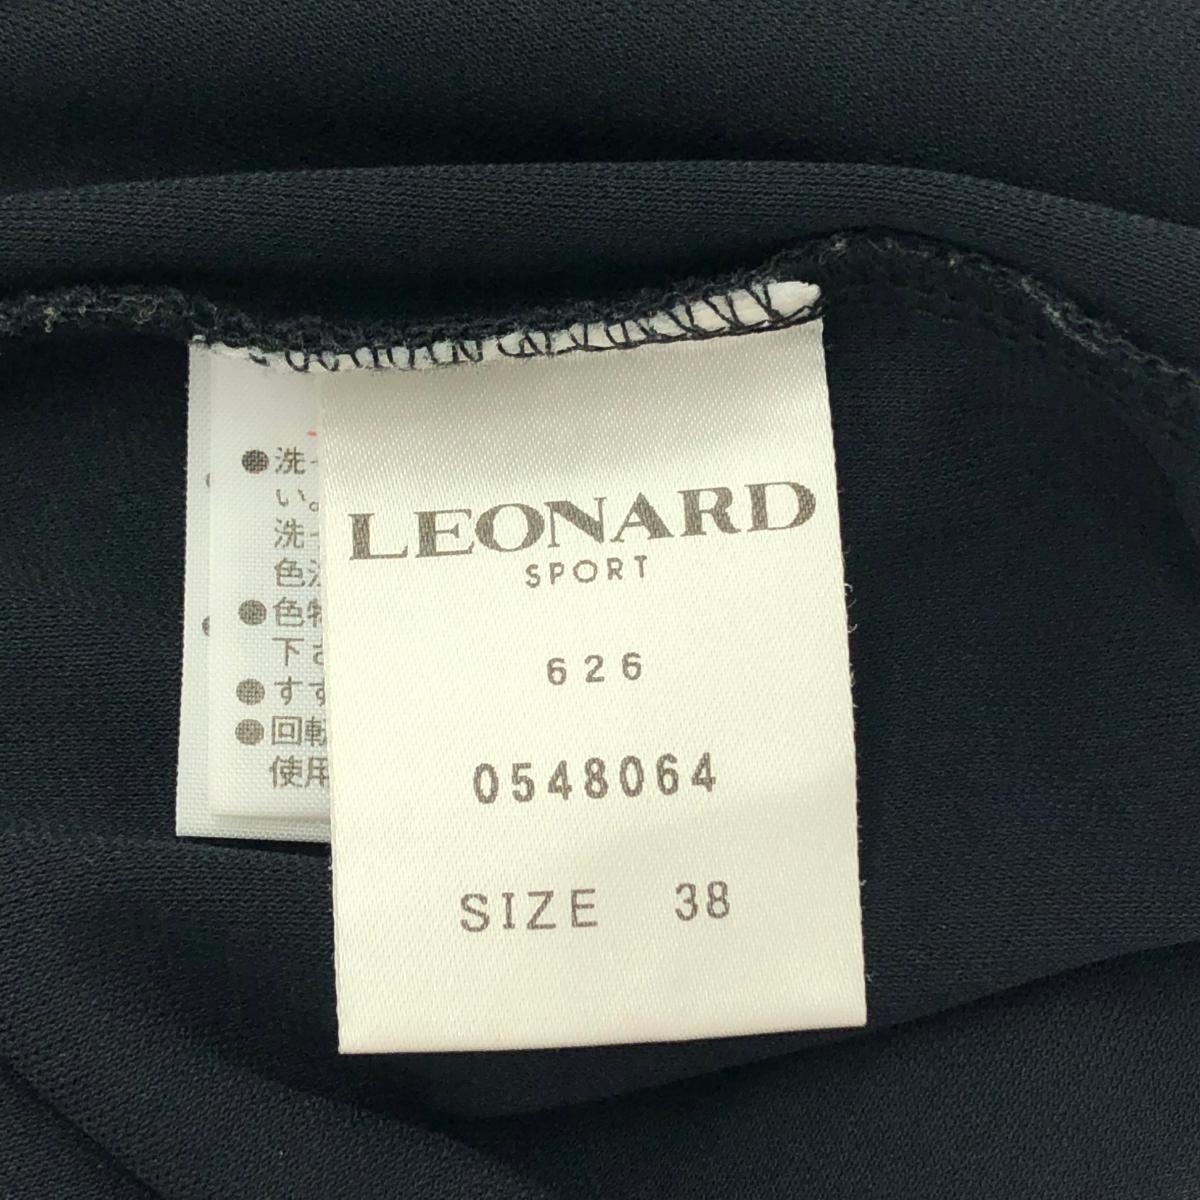 LEONARD
SPORT
626
0548064
SIZE 38
●洗
い。
洗
色
●色
下さ
●すす
●回転
使用